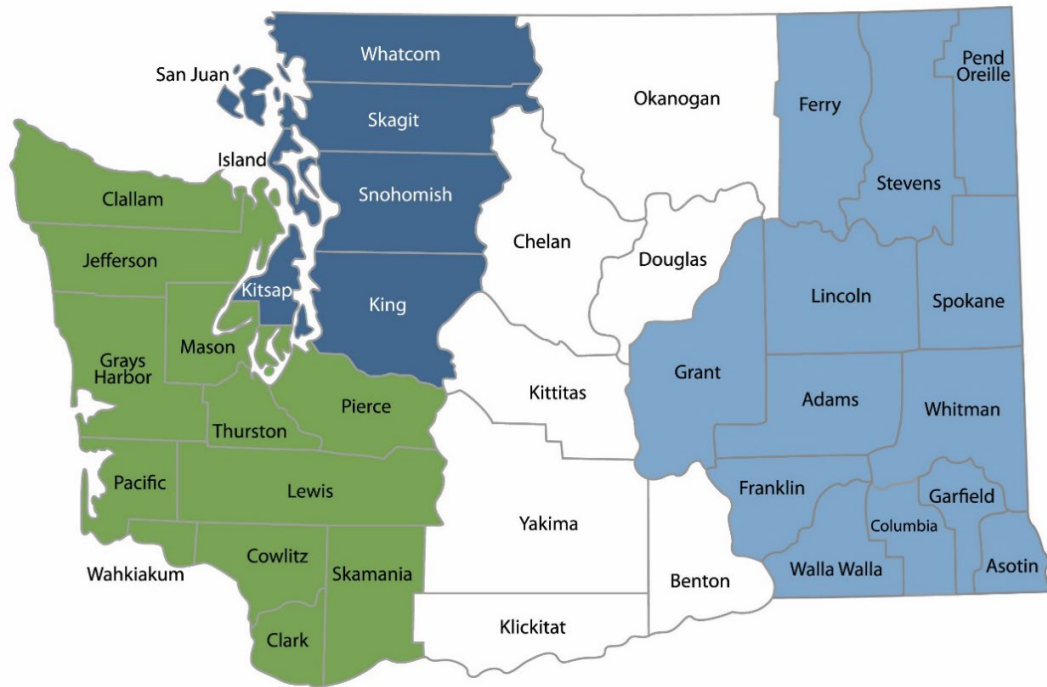 Whatcom
San Juan
Pend
Oreille
Okanogan
Ferry
Skagit
Island
Stevens
Clallam
Snohomish
Chelan
Douglas
Jefferson
Kitsap
King
Lincoln
Spokane
Mason
Grays
Harbor
Grant
Kittitas
Adams
Whitman
Pierce
Thurston
Pacific
Lewis
Franklin
Garfield
Yakima
Columbia
Cowlitz
Wahkiakum
Skamania
Benton
Walla Walla
Asotin
Klickitat
Clark